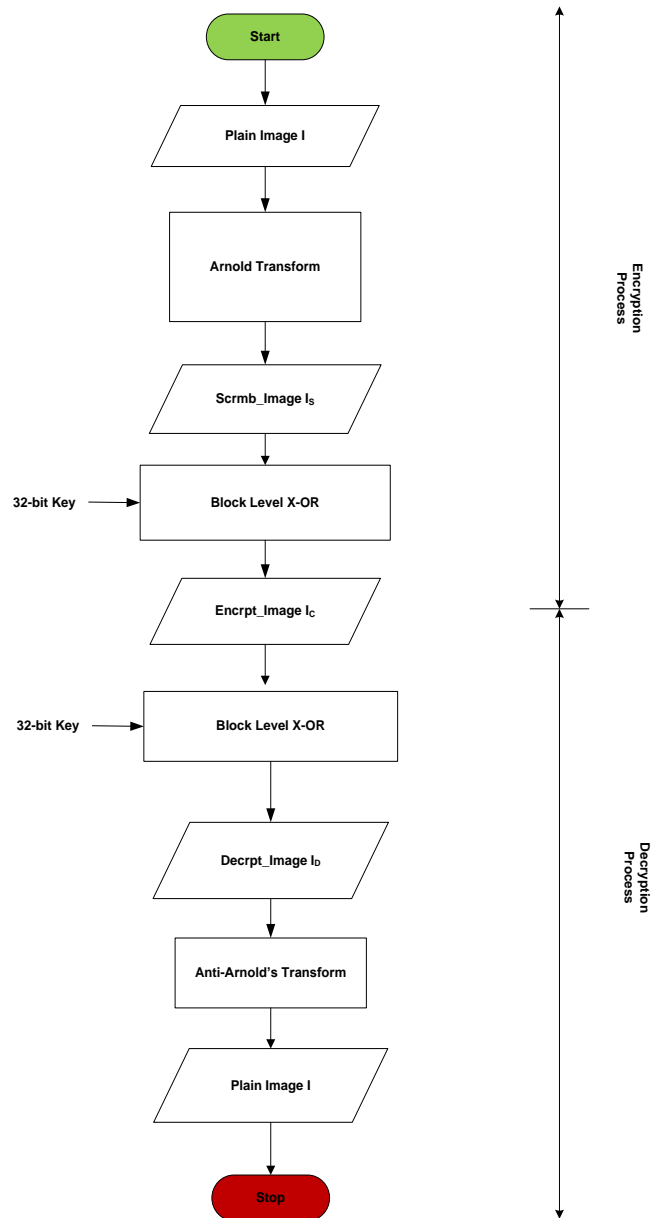 Start
Plain Image I
Arnold Transform
Scrmb_Image IS
32-bit Key
Block Level X-OR
Encrpt_Image IC
32-bit Key
Block Level X-OR
Decrpt_Image ID
Anti-Arnold's Transform
Plain Image I
Stop
Encryption
Process
Decryption
Process